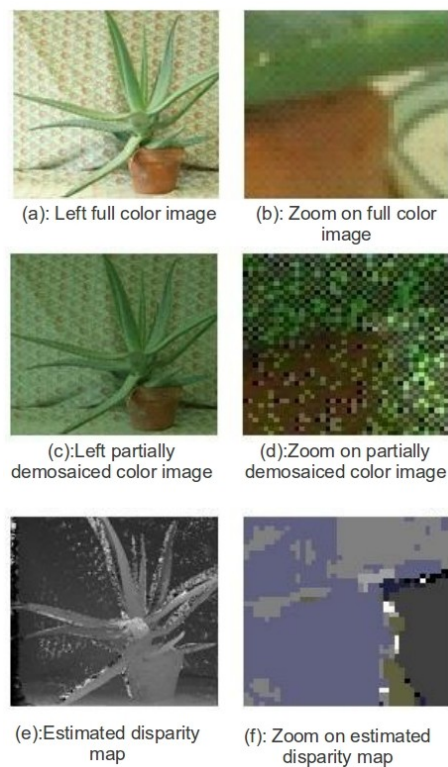 (a): Left full color image
(b): Zoom on full color
image
(c):Left partially
demosaiced color image
(d):Zoom on partially
demosaiced color image
(e):Estimated disparity
map
(f): Zoom on estimated
disparity map